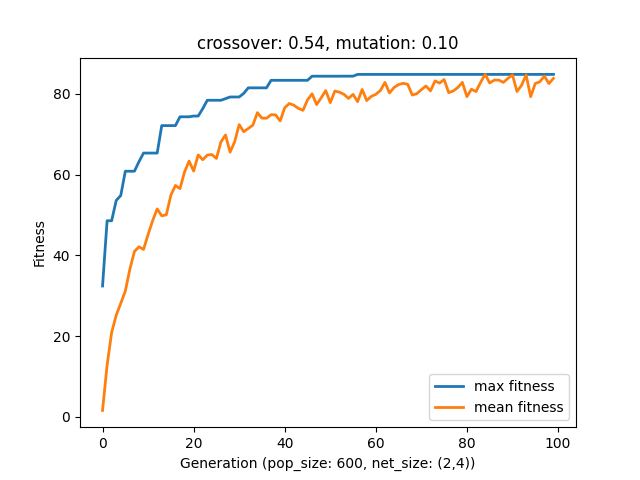 crossover: 0.54, mutation: 0.10
Fitness
80
60
40
20
0
0 20 40 60 80 100
Generation (pop_size: 600, net_size: (2,4))
max fitness
mean fitness